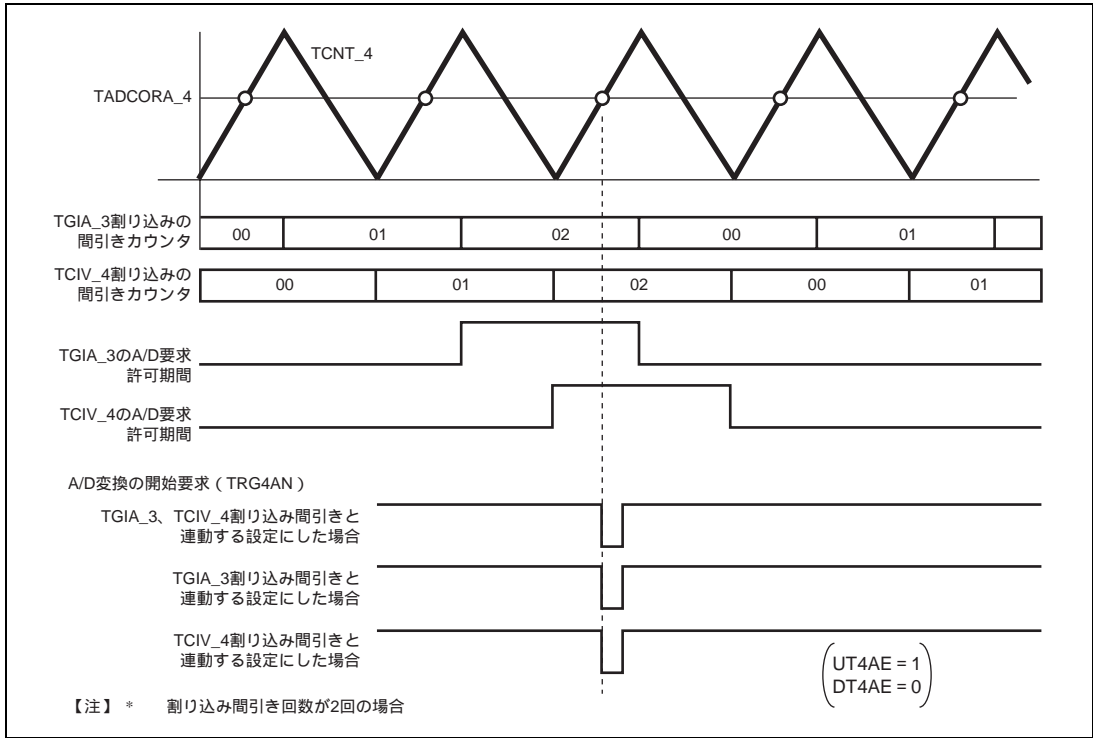 TCNT_4
TADCORA_4
TGIA_3割り込みの
間引きカウンタ
00
01
02
00
01
TCIV_4割り込みの
間引きカウンタ
00
01
02
00
01
TGIA_3のA/D要求
許可期間
TCIV_4のA/D要求
許可期間
A/D変換の開始要求(TRG4AN)
TGIA_3、TCIV_4割り込み間引きと
連動する設定にした場合
TGIA_3割り込み間引きと
連動する設定にした場合
TCIV_4割り込み間引きと
連動する設定にした場合
UT4AE = 1
DT4AE = 0
【注】 * 割り込み間引き回数が2回の場合